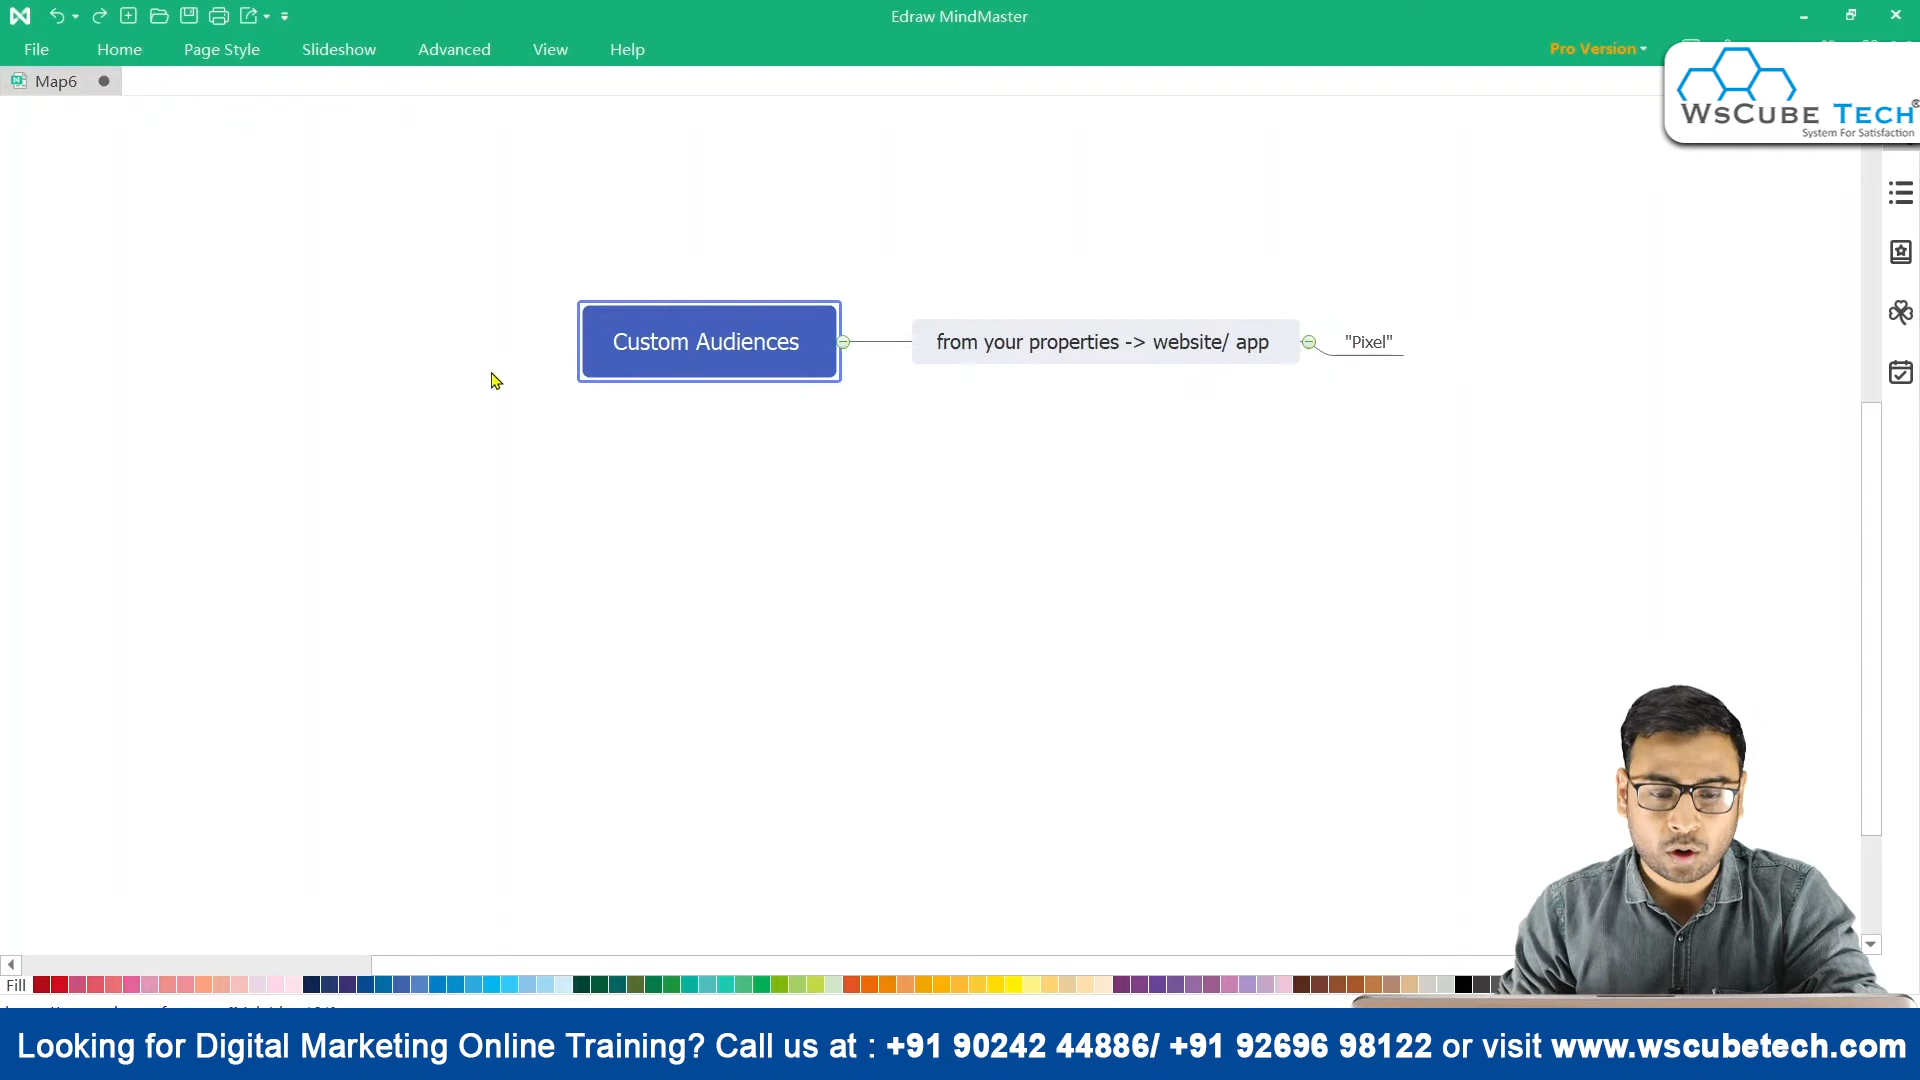 Edraw MindMaster
File Home Page Style Slideshow Advanced View Help
Pro Version
Map6
WsCube Tech®
System For Satisfaction
Custom Audiences
from your properties -> website/ app
"Pixel"
Fill
Looking for Digital Marketing Online Training? Call us at : +91 90242 44886/ +91 92696 98122 or visit www.wscubetech.com